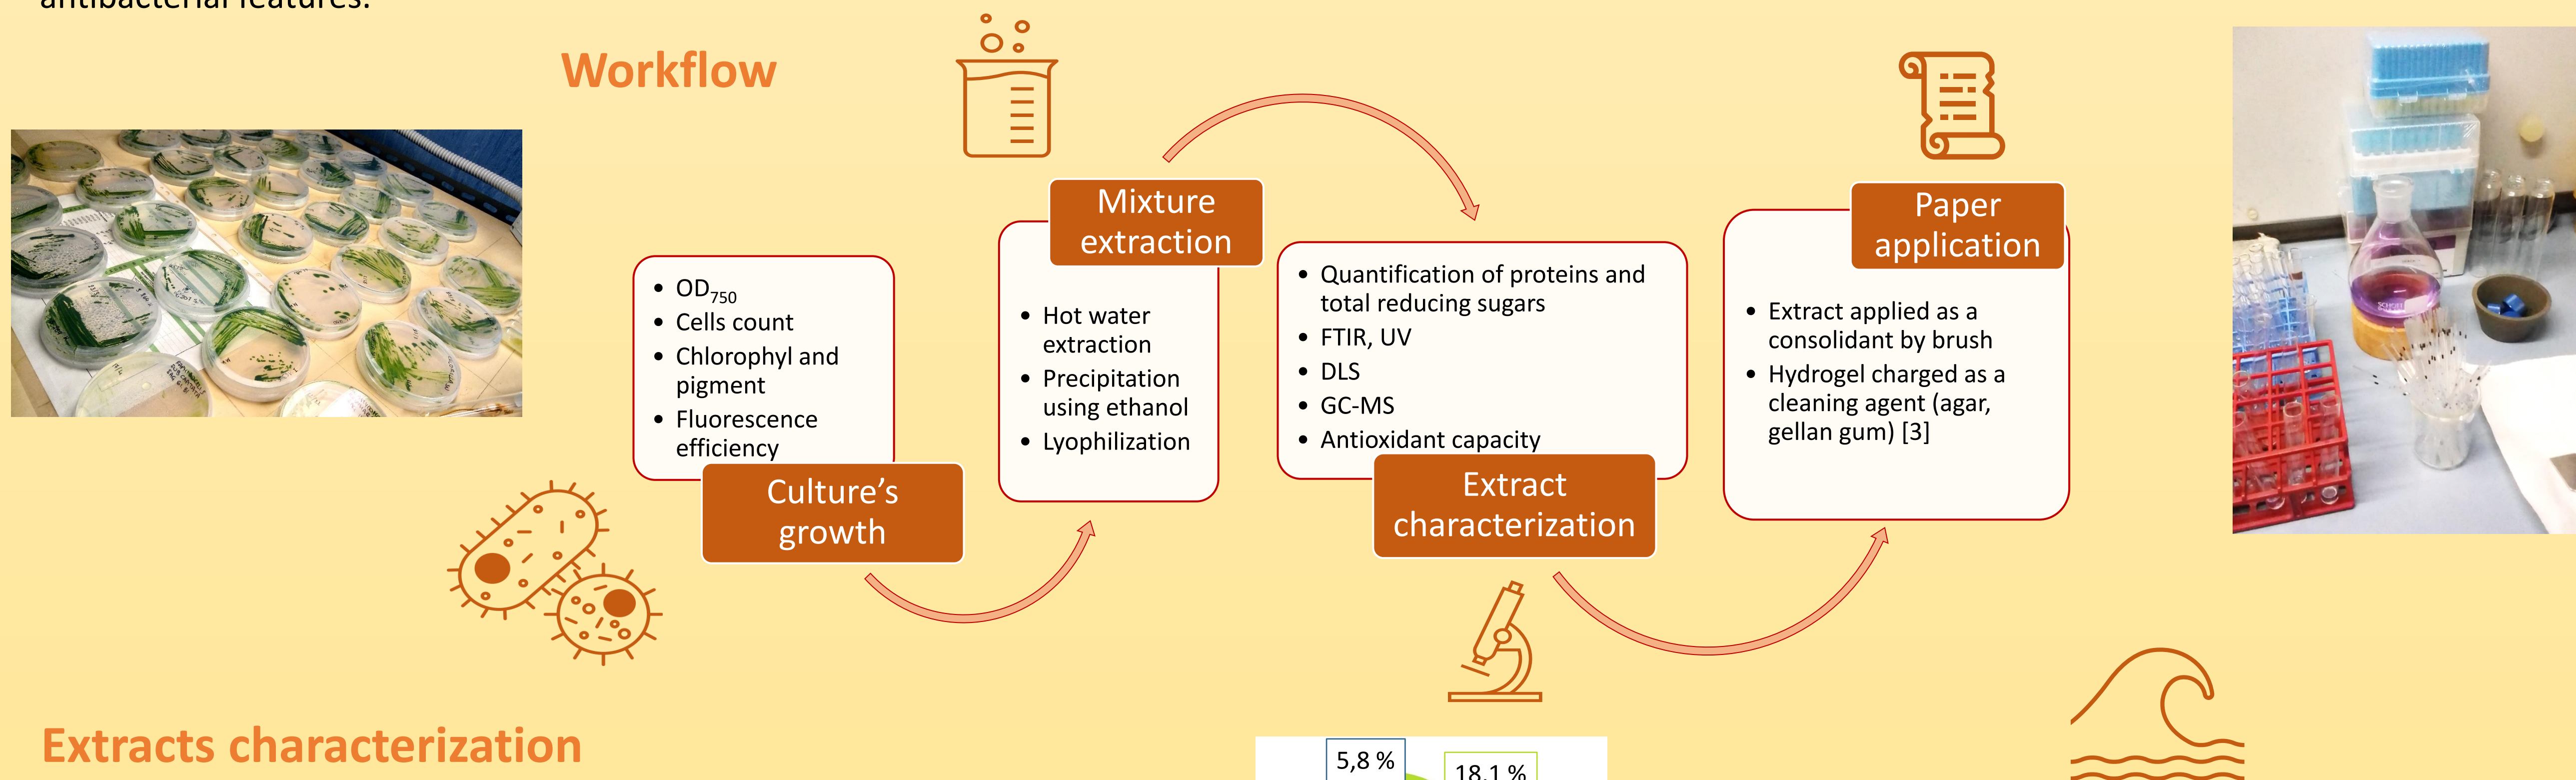 antibacterial features.
Workflow
• OD750
• Cells count
• Chlorophyl and
pigment
• Fluorescence
efficiency
Culture’s
growth
Mixture
extraction
• Hot water
extraction
• Precipitation
using ethanol
• Lyophilization
• Quantification of proteins and
total reducing sugars
• FTIR, UV
• DLS
• GC-MS
• Antioxidant capacity
Extract
characterization
Paper
application
• Extract applied as a
consolidant by brush
• Hydrogel charged as a
cleaning agent (agar,
gellan gum) [3]
Extracts characterization
5,8 %
18,1 %